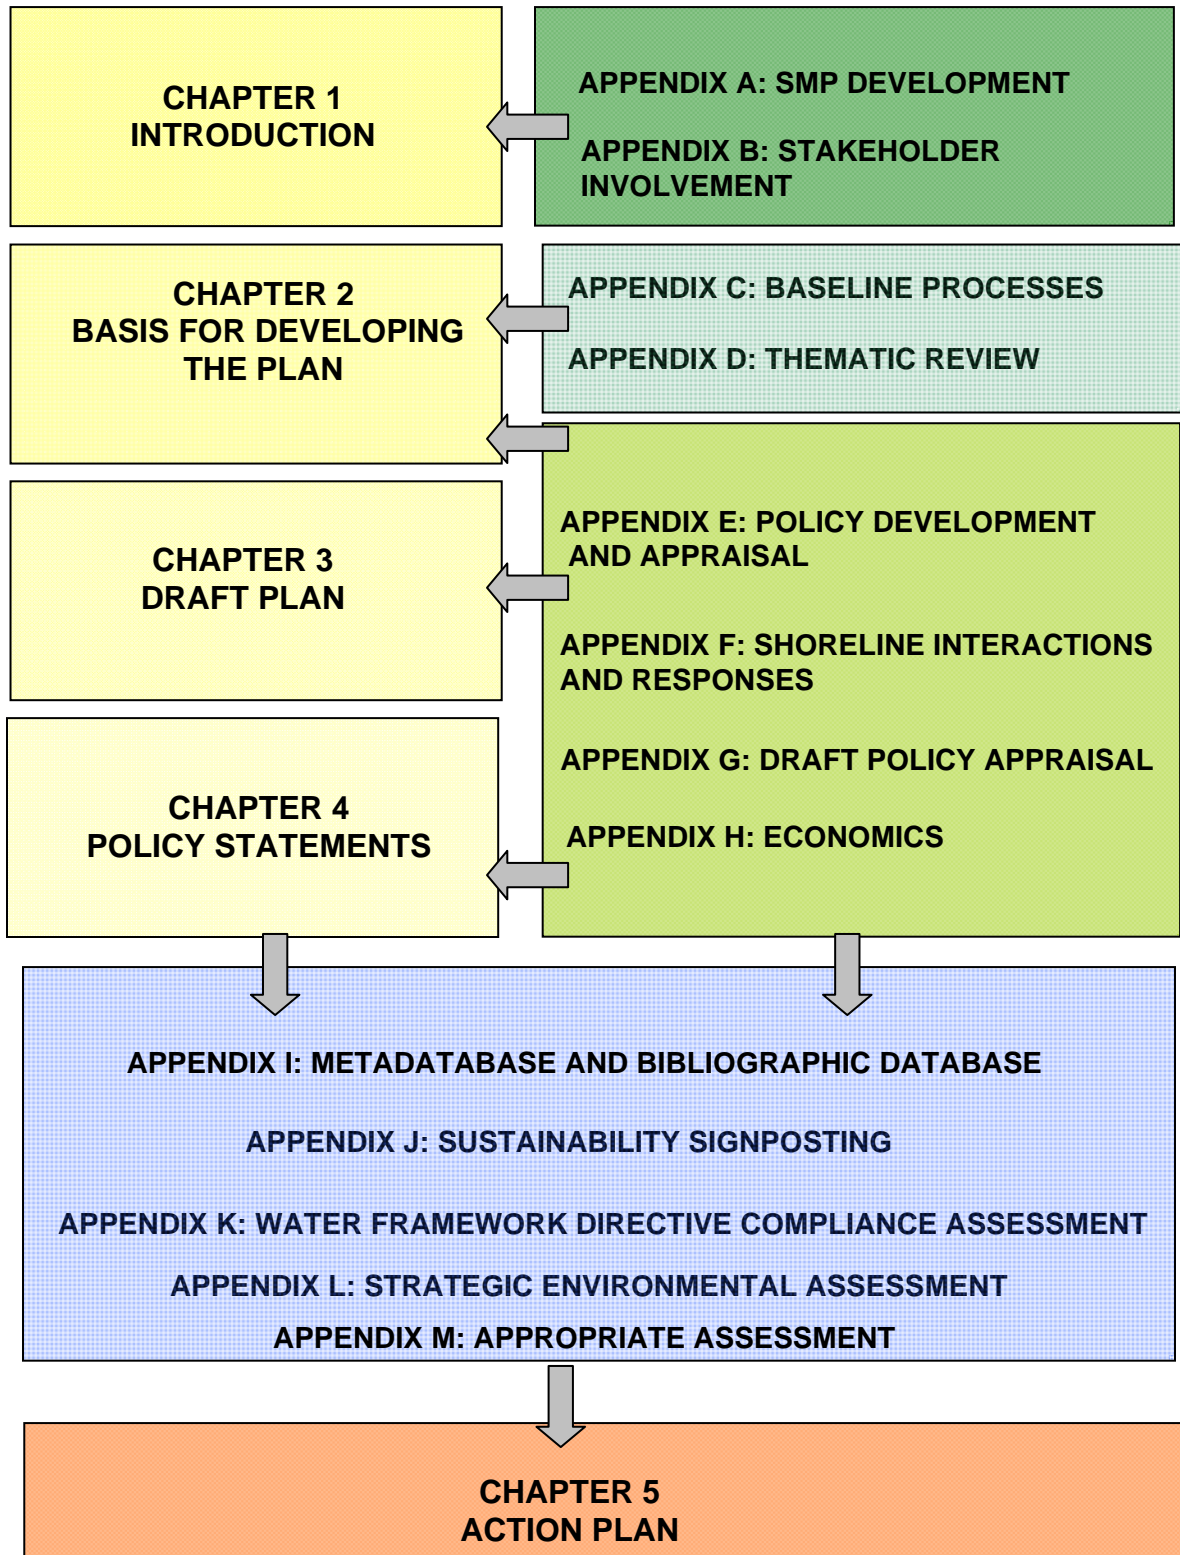 CHAPTER 1
INTRODUCTION
APPENDIX A: SMP DEVELOPMENT
APPENDIX B: STAKEHOLDER
INVOLVEMENT
CHAPTER 2
BASIS FOR DEVELOPING
THE PLAN
APPENDIX C: BASELINE PROCESSES
APPENDIX D: THEMATIC REVIEW
CHAPTER 3
DRAFT PLAN
APPENDIX E: POLICY DEVELOPMENT
AND APPRAISAL
APPENDIX F: SHORELINE INTERACTIONS
AND RESPONSES
APPENDIX G: DRAFT POLICY APPRAISAL
APPENDIX H: ECONOMICS
CHAPTER 4
POLICY STATEMENTS
APPENDIX I: METADATABASE AND BIBLIOGRAPHIC DATABASE
APPENDIX J: SUSTAINABILITY SIGNPOSTING
APPENDIX K: WATER FRAMEWORK DIRECTIVE COMPLIANCE ASSESSMENT
APPENDIX L: STRATEGIC ENVIRONMENTAL ASSESSMENT
APPENDIX M: APPROPRIATE ASSESSMENT
CHAPTER 5
ACTION PLAN